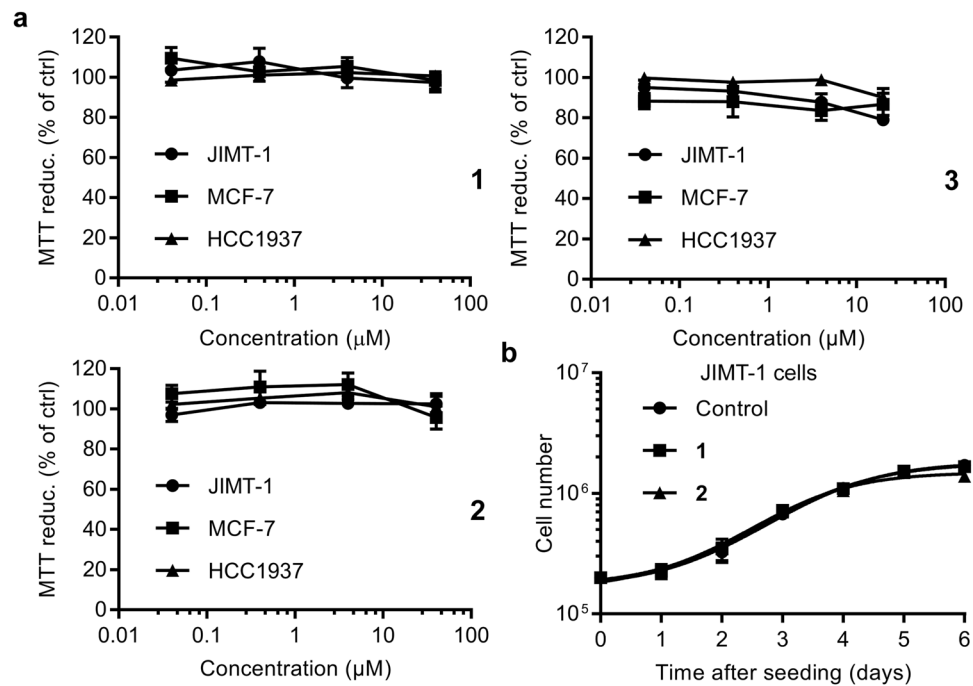 a
120
100
80
60
40
20
0
MTT reduc. (% of ctrl)
JIMT-1
MCF-7
HCC1937
1
0.01 0.1 1 10 100
Concentration (μM)
120
100
80
60
40
20
0
MTT reduc. (% of ctrl)
JIMT-1
MCF-7
HCC1937
3
0.01 0.1 1 10 100
Concentration (µM)
120
100
80
60
40
20
0
MTT reduc. (% of ctrl)
JIMT-1
MCF-7
HCC1937
2
0.01 0.1 1 10 100
Concentration (µM)
b
JIMT-1 cells
Control
1
2
10⁷
10⁶
10⁵
Cell number
0 1 2 3 4 5 6
Time after seeding (days)